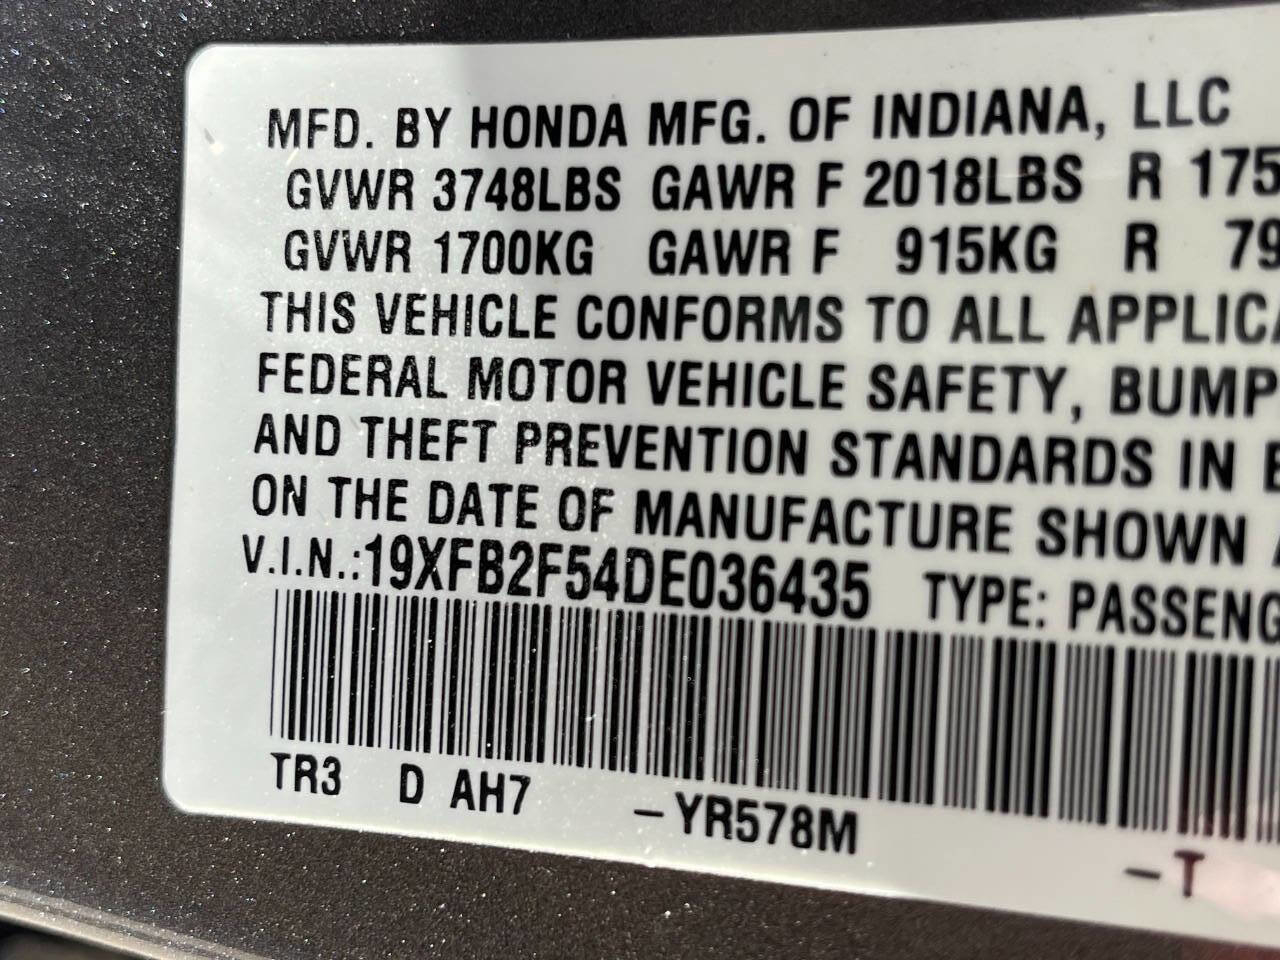 MFD. BY HONDA MFG. OF INDIANA, LLC
GVWR 3748LBS GAWR F 2018LBS R 175
GVWR 1700KG GAWR F 915KG R 79
THIS VEHICLE CONFORMS TO ALL APPLIC
FEDERAL MOTOR VEHICLE SAFETY, BUMP
AND THEFT PREVENTION STANDARDS IN
ON THE DATE OF MANUFACTURE SHOWN
V.I.N.:19XFB2F54DE036435 TYPE: PASSENG
TR3 D AH7 –YR578M
–T